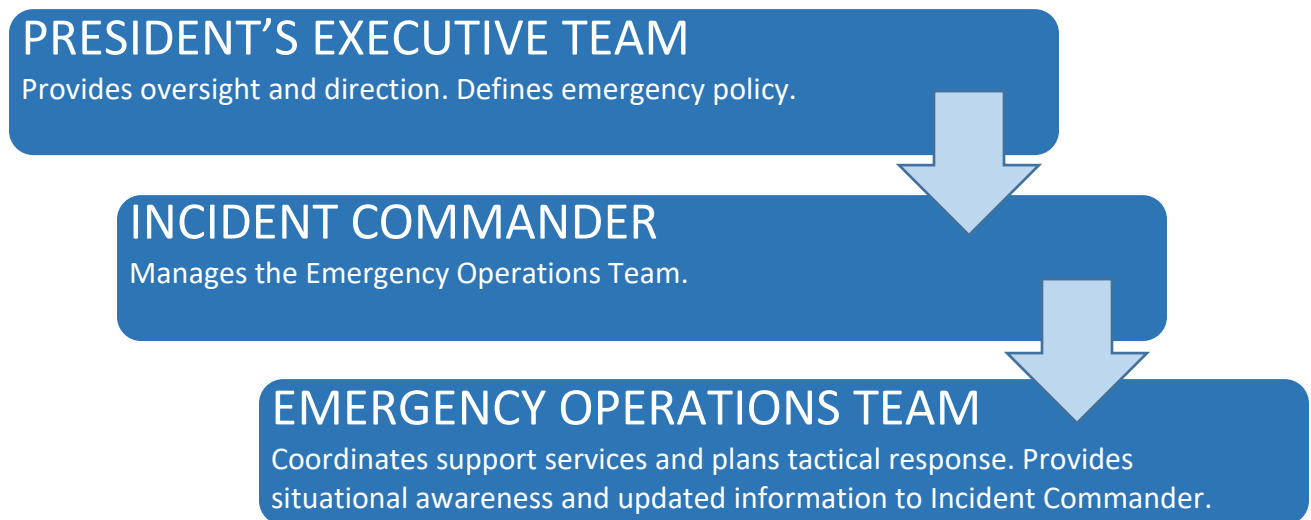 PRESIDENT’S EXECUTIVE TEAM
Provides oversight and direction. Defines emergency policy.
INCIDENT COMMANDER
Manages the Emergency Operations Team.
EMERGENCY OPERATIONS TEAM
Coordinates support services and plans tactical response. Provides
situational awareness and updated information to Incident Commander.